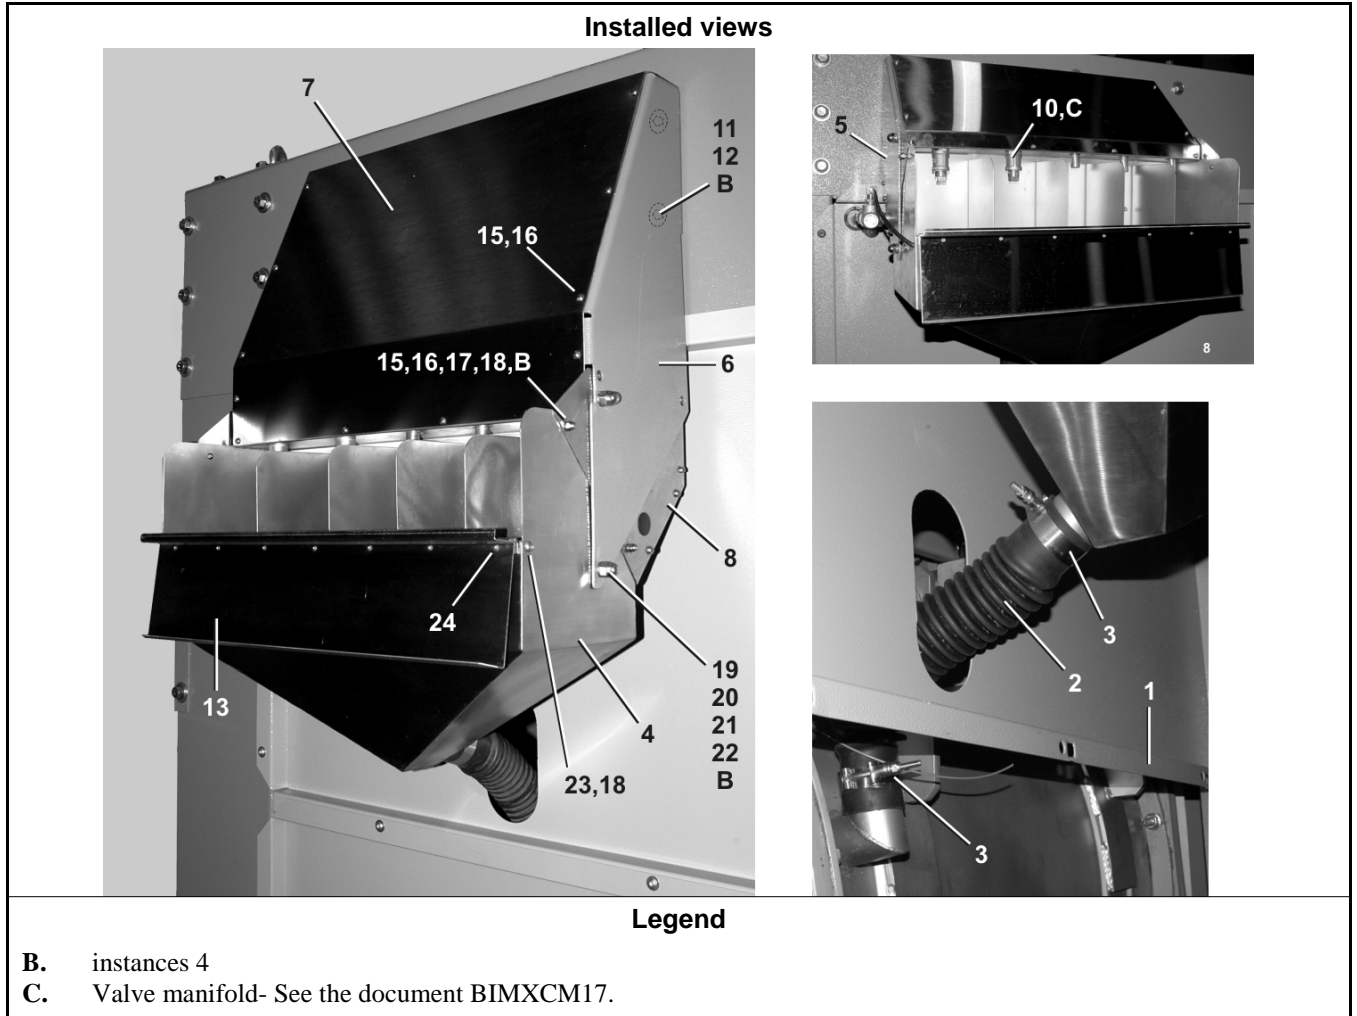 Installed views
7
11
12
B
15,16
15,16,17,18,B
6
8
24
13
4
19
20
21
22
B
23,18
5
10,C
8
3
2
1
3
Legend
B. instances 4
C. Valve manifold- See the document BIMXCM17.